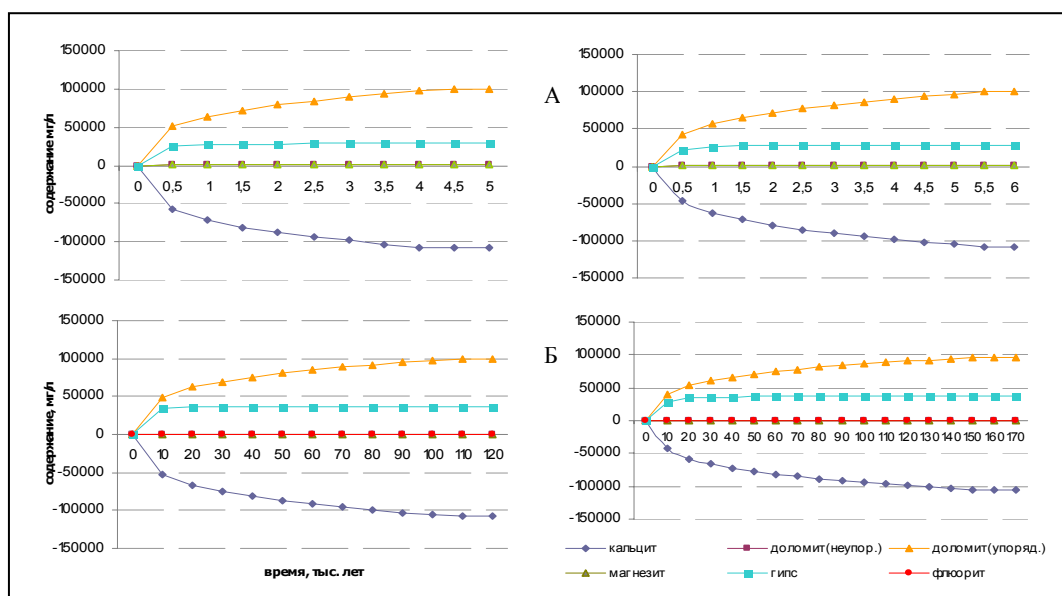 150000
100000
50000
0
-50000
-100000
-150000
содержание мг/л
0 0,5 1 1,5 2 2,5 3 3,5 4 4,5 5
А
150000
100000
50000
0
-50000
-100000
-150000
0 0,5 1 1,5 2 2,5 3 3,5 4 4,5 5 5,5 6
150000
100000
50000
0
-50000
-100000
-150000
содержание, мг/л
0 10 20 30 40 50 60 70 80 90 100 110 120
время, тыс. лет
Б
150000
100000
50000
0
-50000
-100000
-150000
0 10 20 30 40 50 60 70 80 90 100 110 120 130 140 150 160 170
кальцит доломит(неупор.) доломит(упоряд.)
магнезит гипс флюорит